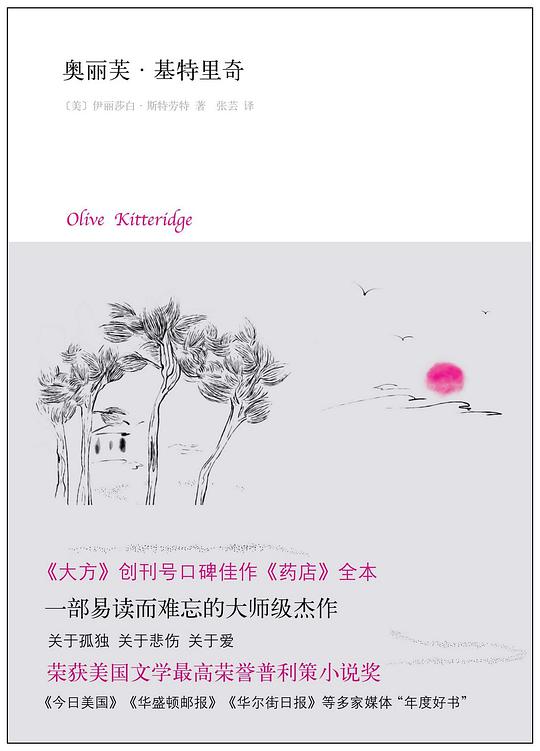 奥丽芙·基特里奇
〔美〕伊丽莎白·斯特劳特 著 张芸 译
Olive Kitteridge
《大方》创刊号口碑佳作《药店》全本
一部易读而难忘的大师级杰作
关于孤独 关于悲伤 关于爱
荣获美国文学最高荣誉普利策小说奖
《今日美国》《华盛顿邮报》《华尔街日报》等多家媒体“年度好书”